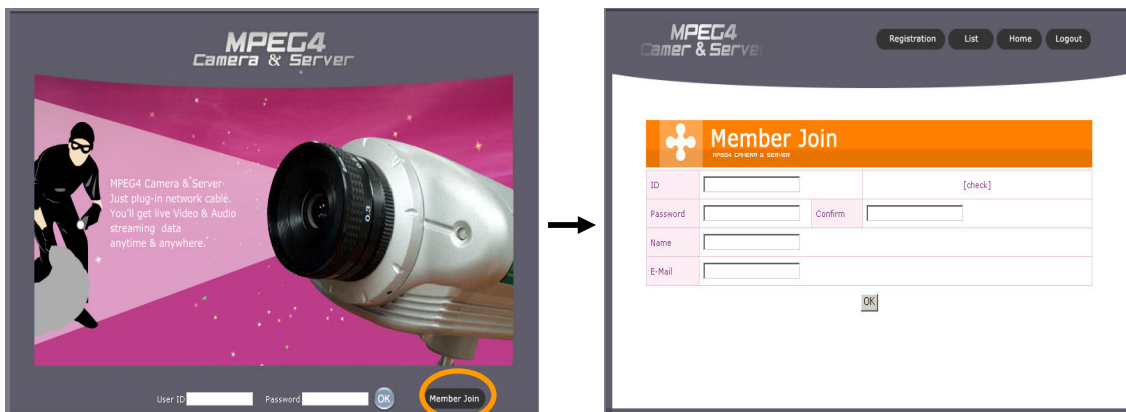 MPEG4
Camera & Server
MPEG4 Camera & Server
Just plug-in network cable.
You'll get live Video & Audio
streaming data
anytime & anywhere.
0.3
User ID
Password
OK
Member Join
MPEG4
Camer & Server
Registration
List
Home
Logout
Member Join
MPEG4 CAMERA & SERVER
ID
[check]
Password
Confirm
Name
E-Mail
OK